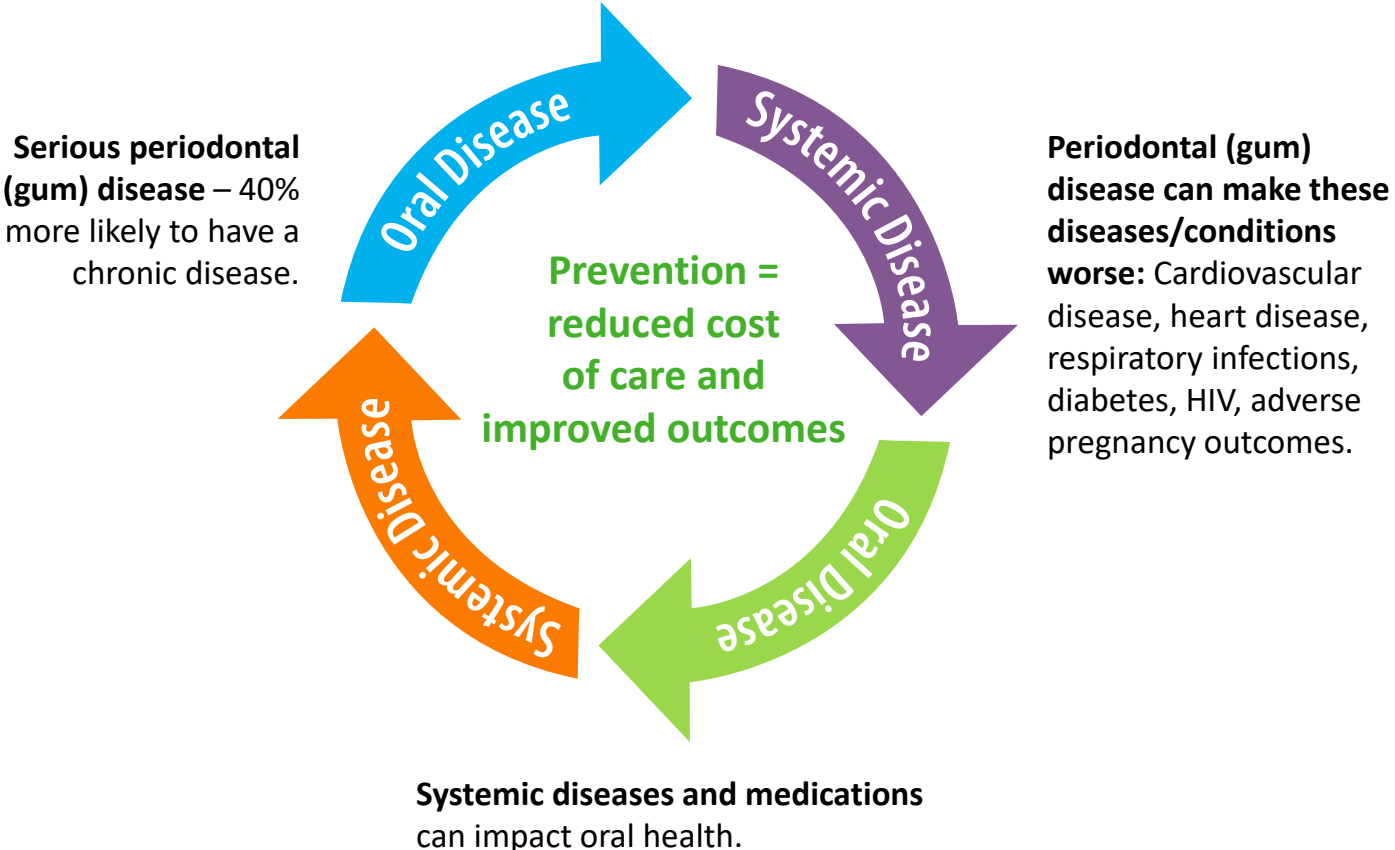 Oral Disease
Systemic Disease
Serious periodontal
(gum) disease – 40%
more likely to have a
chronic disease.
Periodontal (gum)
disease can make these
diseases/conditions
worse: Cardiovascular
disease, heart disease,
respiratory infections,
diabetes, HIV, adverse
pregnancy outcomes.
Prevention =
reduced cost
of care and
improved outcomes
Systemic Disease
Oral Disease
Systemic diseases and medications
can impact oral health.